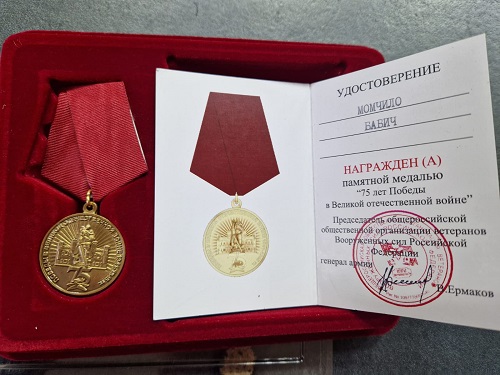 УДОСТОВЕРЕНИЕ
МОМЧИЛО
БАБИЧ
НАГРАЖДЕН (А)
памятной медалью
"75 лет Победы
в Великой отечественной войне"
Председатель общероссийской
общественной организации ветеранов
Вооруженных сил Российской
Федерации
генерал армии
В.Ермаков
75